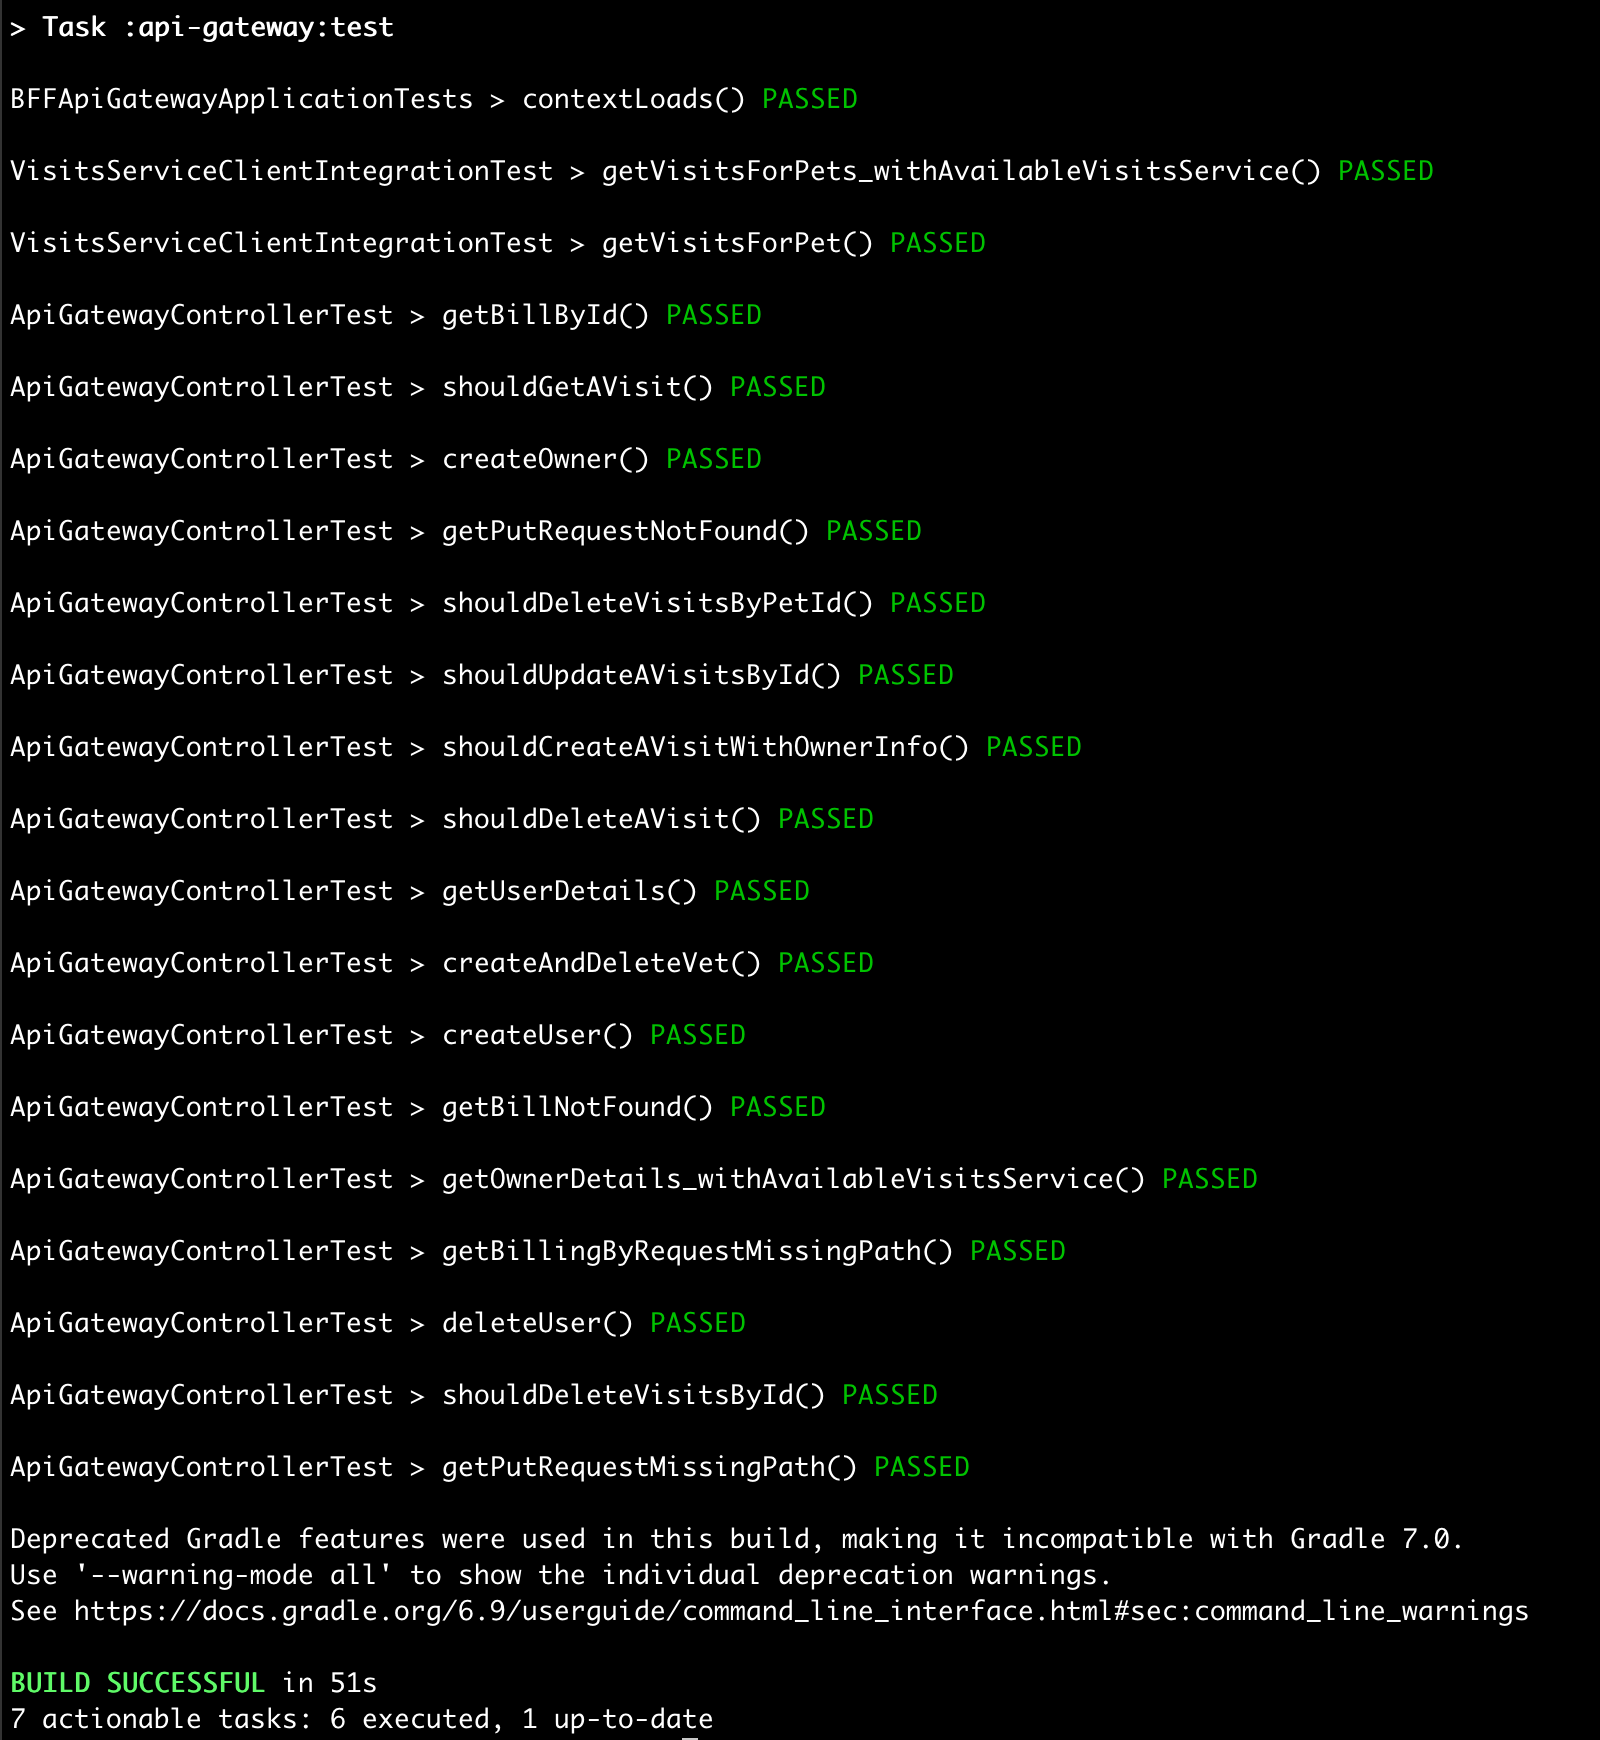 > Task :api-gateway:test
BFFApiGatewayApplicationTests > contextLoads() PASSED
VisitsServiceClientIntegrationTest > getVisitsForPets_withAvailableVisitsService() PASSED
VisitsServiceClientIntegrationTest > getVisitsForPet() PASSED
ApiGatewayControllerTest > getBillById() PASSED
ApiGatewayControllerTest > shouldGetAVisit() PASSED
ApiGatewayControllerTest > createOwner() PASSED
ApiGatewayControllerTest > getPutRequestNotFound() PASSED
ApiGatewayControllerTest > shouldDeleteVisitsByPetId() PASSED
ApiGatewayControllerTest > shouldUpdateAVisitsById() PASSED
ApiGatewayControllerTest > shouldCreateAVisitWithOwnerInfo() PASSED
ApiGatewayControllerTest > shouldDeleteAVisit() PASSED
ApiGatewayControllerTest > getUserDetails() PASSED
ApiGatewayControllerTest > createAndDeleteVet() PASSED
ApiGatewayControllerTest > createUser() PASSED
ApiGatewayControllerTest > getBillNotFound() PASSED
ApiGatewayControllerTest > getOwnerDetails_withAvailableVisitsService() PASSED
ApiGatewayControllerTest > getBillingByRequestMissingPath() PASSED
ApiGatewayControllerTest > deleteUser() PASSED
ApiGatewayControllerTest > shouldDeleteVisitsById() PASSED
ApiGatewayControllerTest > getPutRequestMissingPath() PASSED
Deprecated Gradle features were used in this build, making it incompatible with Gradle 7.0.
Use '--warning-mode all' to show the individual deprecation warnings.
See https://docs.gradle.org/6.9/userguide/command_line_interface.html#sec:command_line_warnings
BUILD SUCCESSFUL in 51s
7 actionable tasks: 6 executed, 1 up-to-date